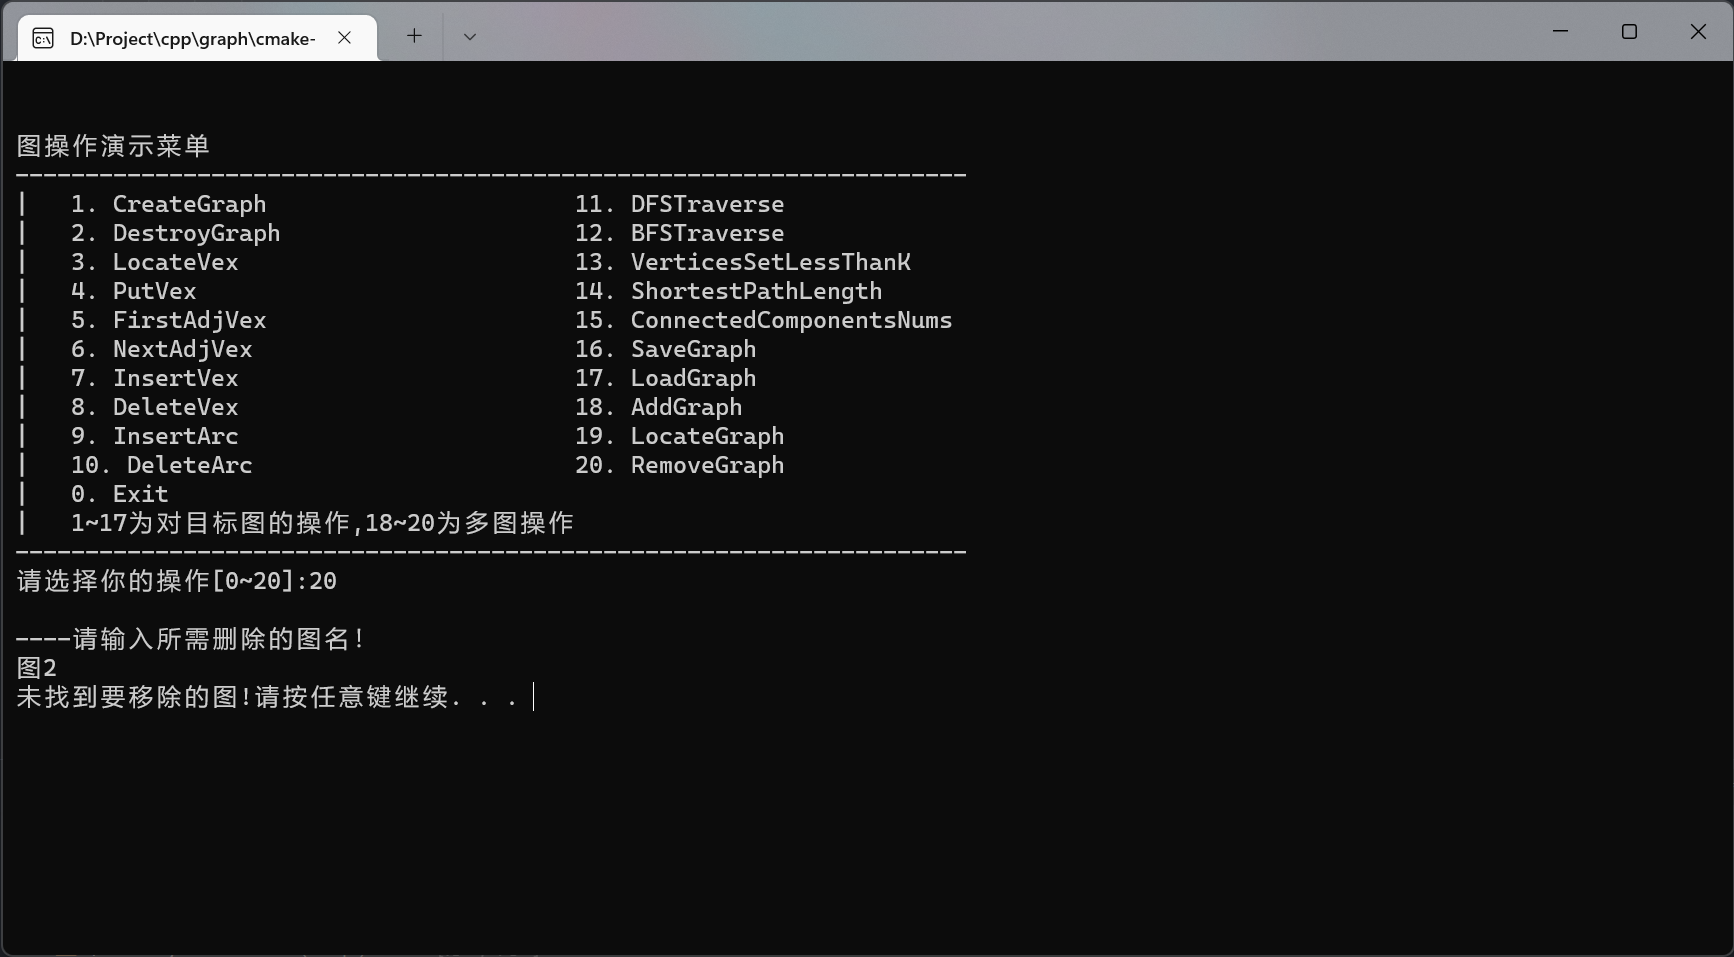 D:\Project\cpp\graph\cmake-
图操作演示菜单
--------------------------------------------------------------------
|   1. CreateGraph                      11. DFSTraverse
|   2. DestroyGraph                     12. BFSTraverse
|   3. LocateVex                        13. VerticesSetLessThanK
|   4. PutVex                           14. ShortestPathLength
|   5. FirstAdjVex                      15. ConnectedComponentsNums
|   6. NextAdjVex                       16. SaveGraph
|   7. InsertVex                        17. LoadGraph
|   8. DeleteVex                        18. AddGraph
|   9. InsertArc                        19. LocateGraph
|   10. DeleteArc                       20. RemoveGraph
|   0. Exit
|   1~17为对目标图的操作,18~20为多图操作
--------------------------------------------------------------------
请选择你的操作[0~20]:20
----请输入所需删除的图名!
图2
未找到要移除的图!请按任意键继续. . .